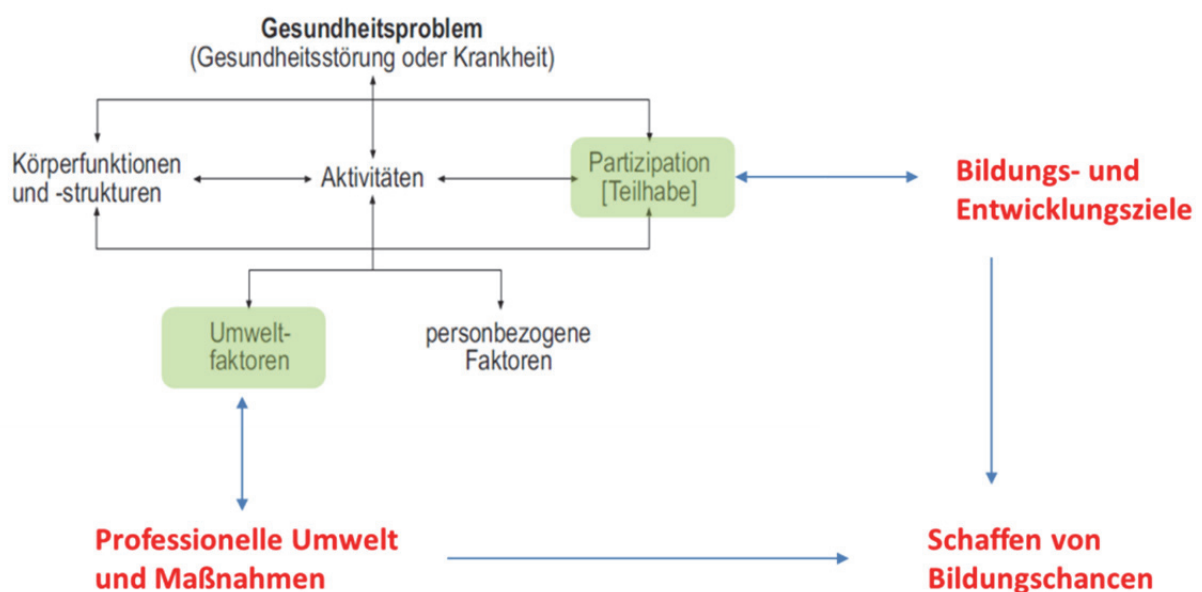 Gesundheitsproblem
(Gesundheitsstörung oder Krankheit)
Körperfunktionen
und -strukturen
Aktivitäten
Partizipation
[Teilhabe]
Bildungs- und
Entwicklungsziele
Umwelt-
faktoren
personbezogene
Faktoren
Professionelle Umwelt
und Maßnahmen
Schaffen von
Bildungschancen